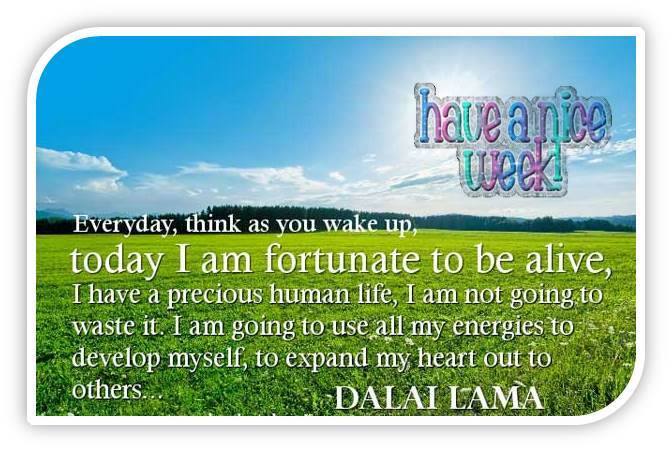 have a nice
week!
Everyday, think as you wake up,
today I am fortunate to be alive,
I have a precious human life, I am not going to
waste it. I am going to use all my energies to
develop myself, to expand my heart out to
others...
DALAI LAMA